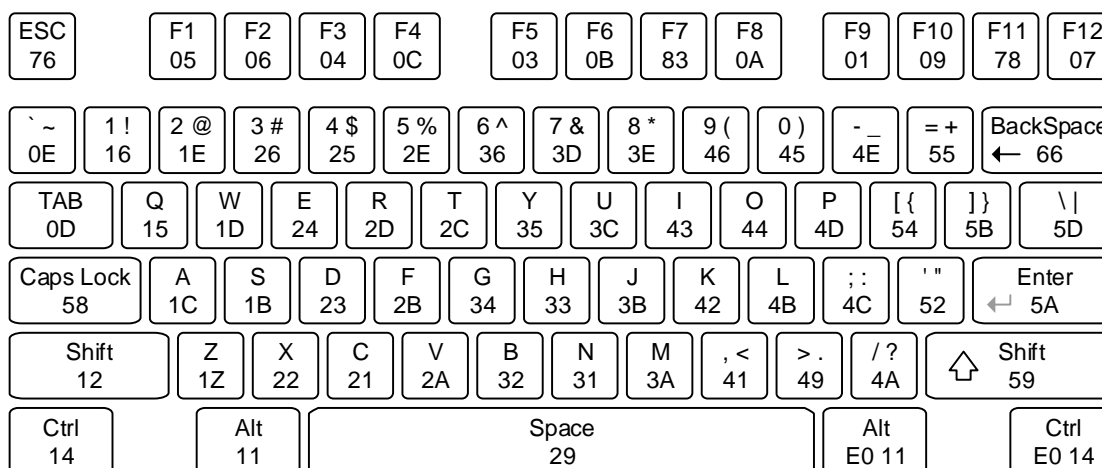 ESC F1 F2 F3 F4 F5 F6 F7 F8 F9 F10 F11 F12
76 05 06 04 0C 03 0B 83 0A 01 09 78 07
` ~ 1 ! 2 @ 3 # 4 $ 5 % 6 ^ 7 & 8 * 9 ( 0 ) - _ = + BackSpace
0E 16 1E 26 25 2E 36 3D 3E 46 45 4E 55 ← 66
TAB Q W E R T Y U I O P [ { ] } \ |
0D 15 1D 24 2D 2C 35 3C 43 44 4D 54 5B 5D
Caps Lock A S D F G H J K L ; : ' " Enter
58 1C 1B 23 2B 34 33 3B 42 4B 4C 52 ↵ 5A
Shift Z X C V B N M , < > . / ? Shift
12 1Z 22 21 2A 32 31 3A 41 49 4A 59
Ctrl Alt Space Alt Ctrl
14 11 29 E0 11 E0 14